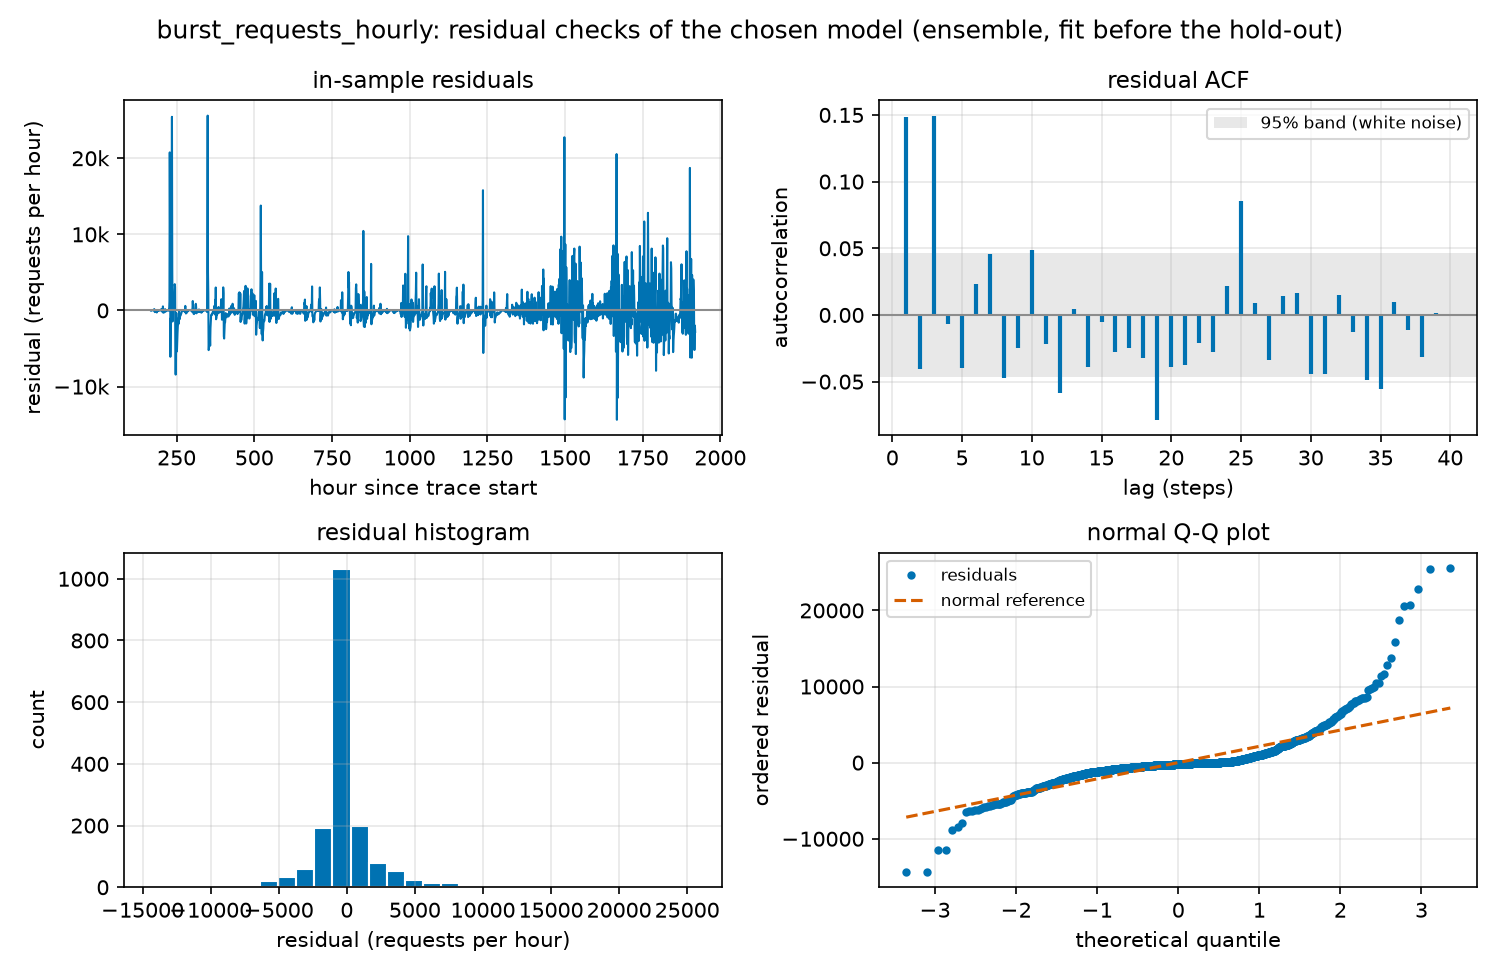 burst_requests_hourly: residual checks of the chosen model (ensemble, fit before the hold-out)
in-sample residuals
residual (requests per hour)
20k
10k
0
−10k
250 500 750 1000 1250 1500 1750 2000
hour since trace start
residual ACF
95% band (white noise)
autocorrelation
0.15
0.10
0.05
0.00
−0.05
0 5 10 15 20 25 30 35 40
lag (steps)
residual histogram
count
1000
800
600
400
200
0
−15000 −10000 −5000 0 5000 10000 15000 20000 25000
residual (requests per hour)
normal Q-Q plot
residuals
normal reference
ordered residual
20000
10000
0
−10000
−3 −2 −1 0 1 2 3
theoretical quantile